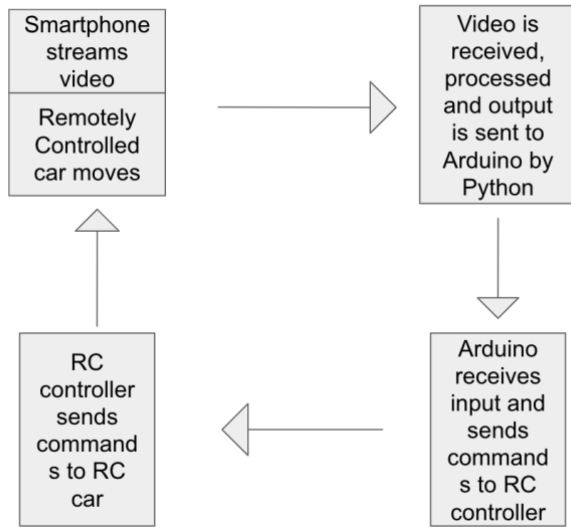 Smartphone
streams
video
Remotely
Controlled
car moves
Video is
received,
processed
and output
is sent to
Arduino by
Python
RC
controller
sends
command
s to RC
car
Arduino
receives
input and
sends
command
s to RC
controller